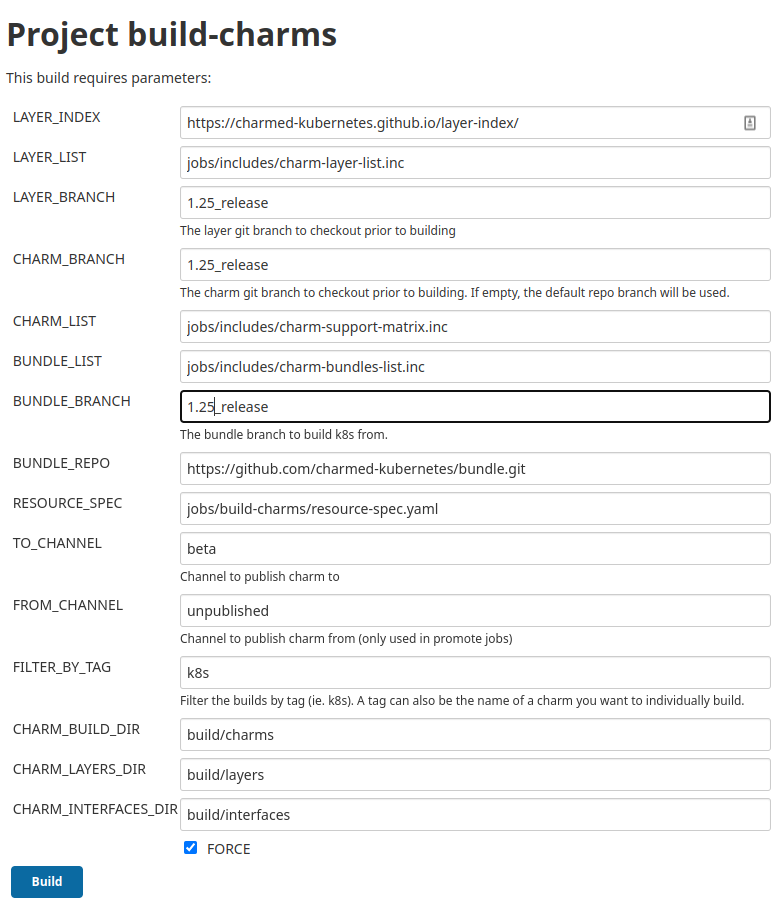 Project build-charms
This build requires parameters:
LAYER_INDEX
https://charmed-kubernetes.github.io/layer-index/
LAYER_LIST
jobs/includes/charm-layer-list.inc
LAYER_BRANCH
1.25_release
The layer git branch to checkout prior to building
CHARM_BRANCH
1.25_release
The charm git branch to checkout prior to building. If empty, the default repo branch will be used.
CHARM_LIST
jobs/includes/charm-support-matrix.inc
BUNDLE_LIST
jobs/includes/charm-bundles-list.inc
BUNDLE_BRANCH
1.25_release
The bundle branch to build k8s from.
BUNDLE_REPO
https://github.com/charmed-kubernetes/bundle.git
RESOURCE_SPEC
jobs/build-charms/resource-spec.yaml
TO_CHANNEL
beta
Channel to publish charm to
FROM_CHANNEL
unpublished
Channel to publish charm from (only used in promote jobs)
FILTER_BY_TAG
k8s
Filter the builds by tag (ie. k8s). A tag can also be the name of a charm you want to individually build.
CHARM_BUILD_DIR
build/charms
CHARM_LAYERS_DIR
build/layers
CHARM_INTERFACES_DIR
build/interfaces
FORCE
Build